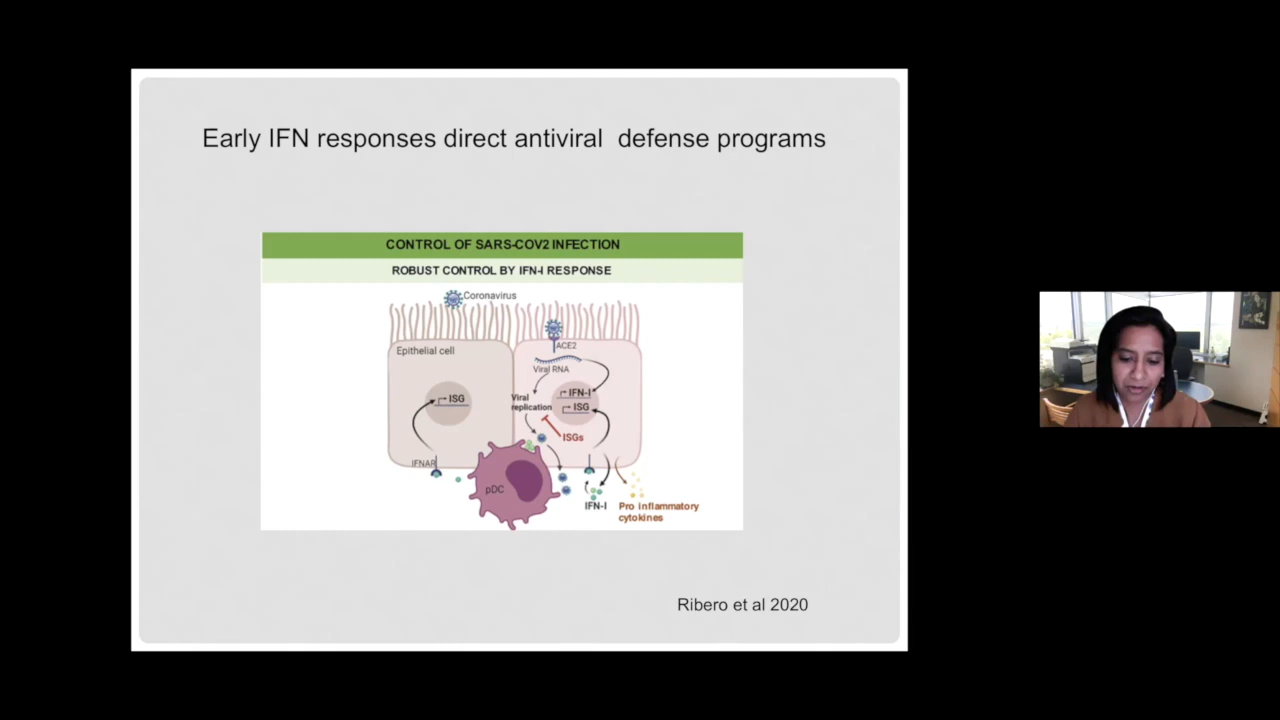 Early IFN responses direct antiviral  defense programs
CONTROL OF SARS-COV2 INFECTION
ROBUST CONTROL BY IFN-I RESPONSE
Coronavirus
ACE2
Epithelial cell
Viral RNA
IFN-I
ISG
Viral
replication
ISG
ISGs
IFNAR
pDC
IFN-I
Pro inflammatory
cytokines
Ribero et al 2020